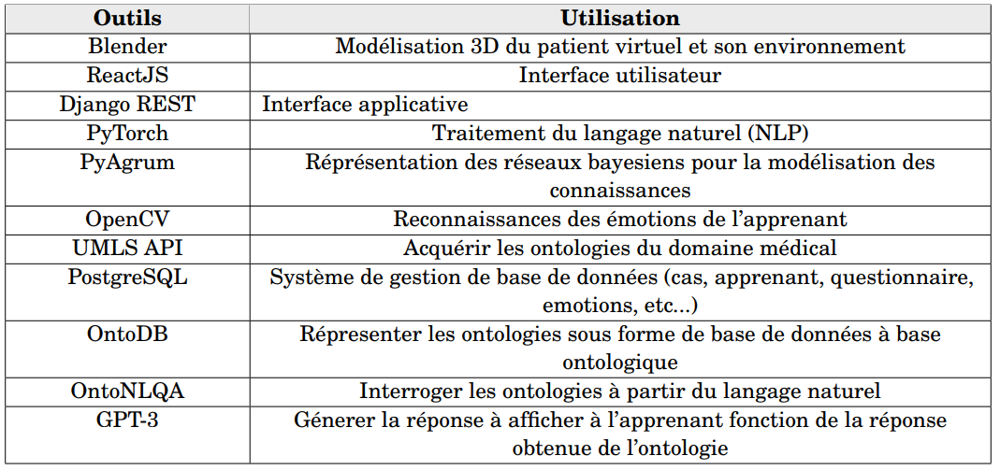 Outils Utilisation
Blender Modélisation 3D du patient virtuel et son environnement
ReactJS Interface utilisateur
Django REST Interface applicative
PyTorch Traitement du langage naturel (NLP)
PyAgrum Réprésentation des réseaux bayesiens pour la modélisation des
connaissances
OpenCV Reconnaissances des émotions de l'apprenant
UMLS API Acquérir les ontologies du domaine médical
PostgreSQL Système de gestion de base de données (cas, apprenant, questionnaire,
emotions, etc...)
OntoDB Répresenter les ontologies sous forme de base de données à base
ontologique
OntoNLQA Interroger les ontologies à partir du langage naturel
GPT-3 Génerer la réponse à afficher à l'apprenant fonction de la réponse
obtenue de l'ontologie